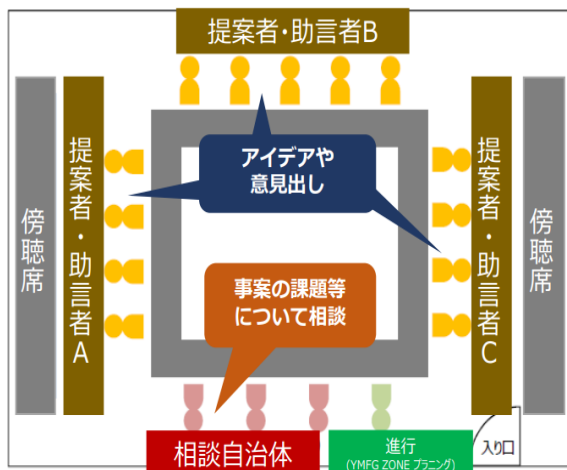 提案者・助言者B
アイデアや
意見出し
傍聴席
提案者・助言者A
提案者・助言者C
傍聴席
事案の課題等
について相談
相談自治体
進行
(YMFG ZONE プラニング)
入り口